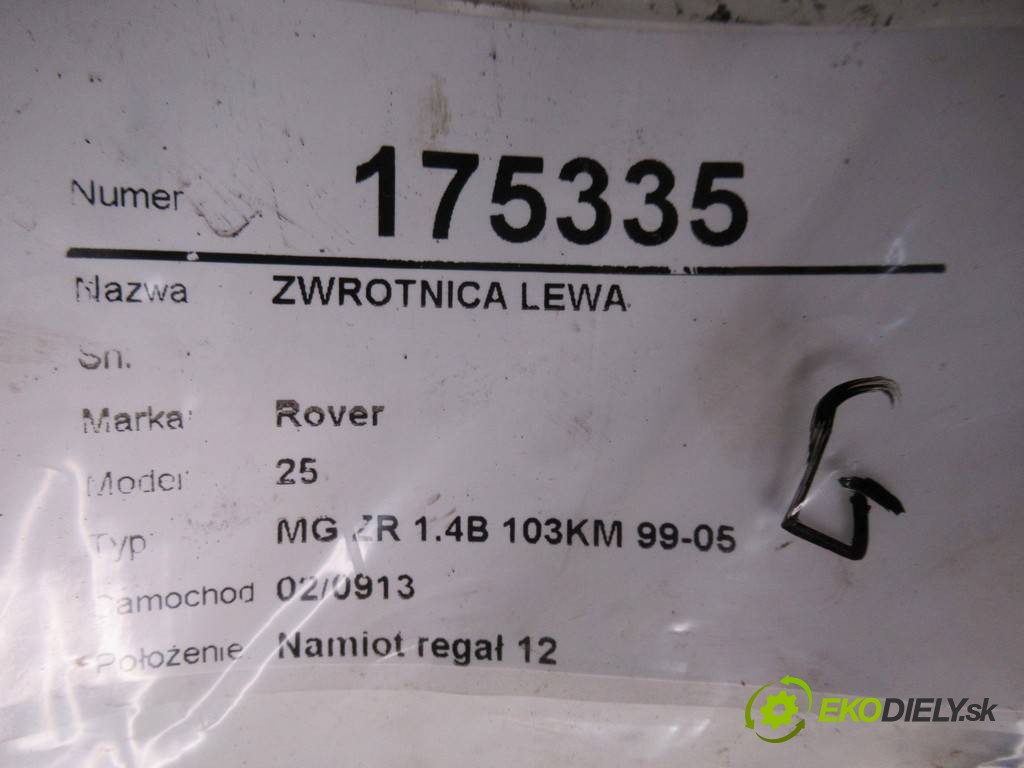 Numer 175335
Nazwa ZWROTNICA LEWA
Sn.
Marka: Rover
Model 25
Typ: MG ZR 1.4B 103KM 99-05
Samochod 02/0913
Położenie: Namiot regał 12
G
EKODIELY.sk